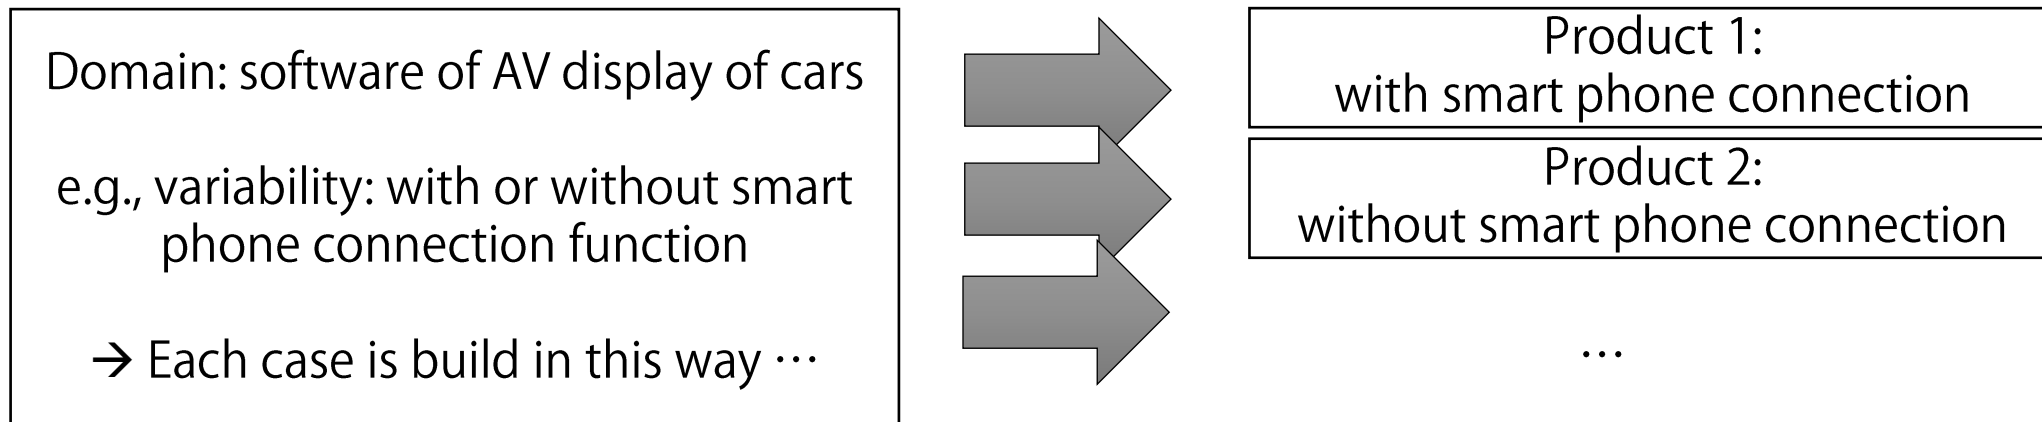 Domain: software of AV display of cars
e.g., variability: with or without smart
phone connection function
→ Each case is build in this way …
Product 1:
with smart phone connection
Product 2:
without smart phone connection
…